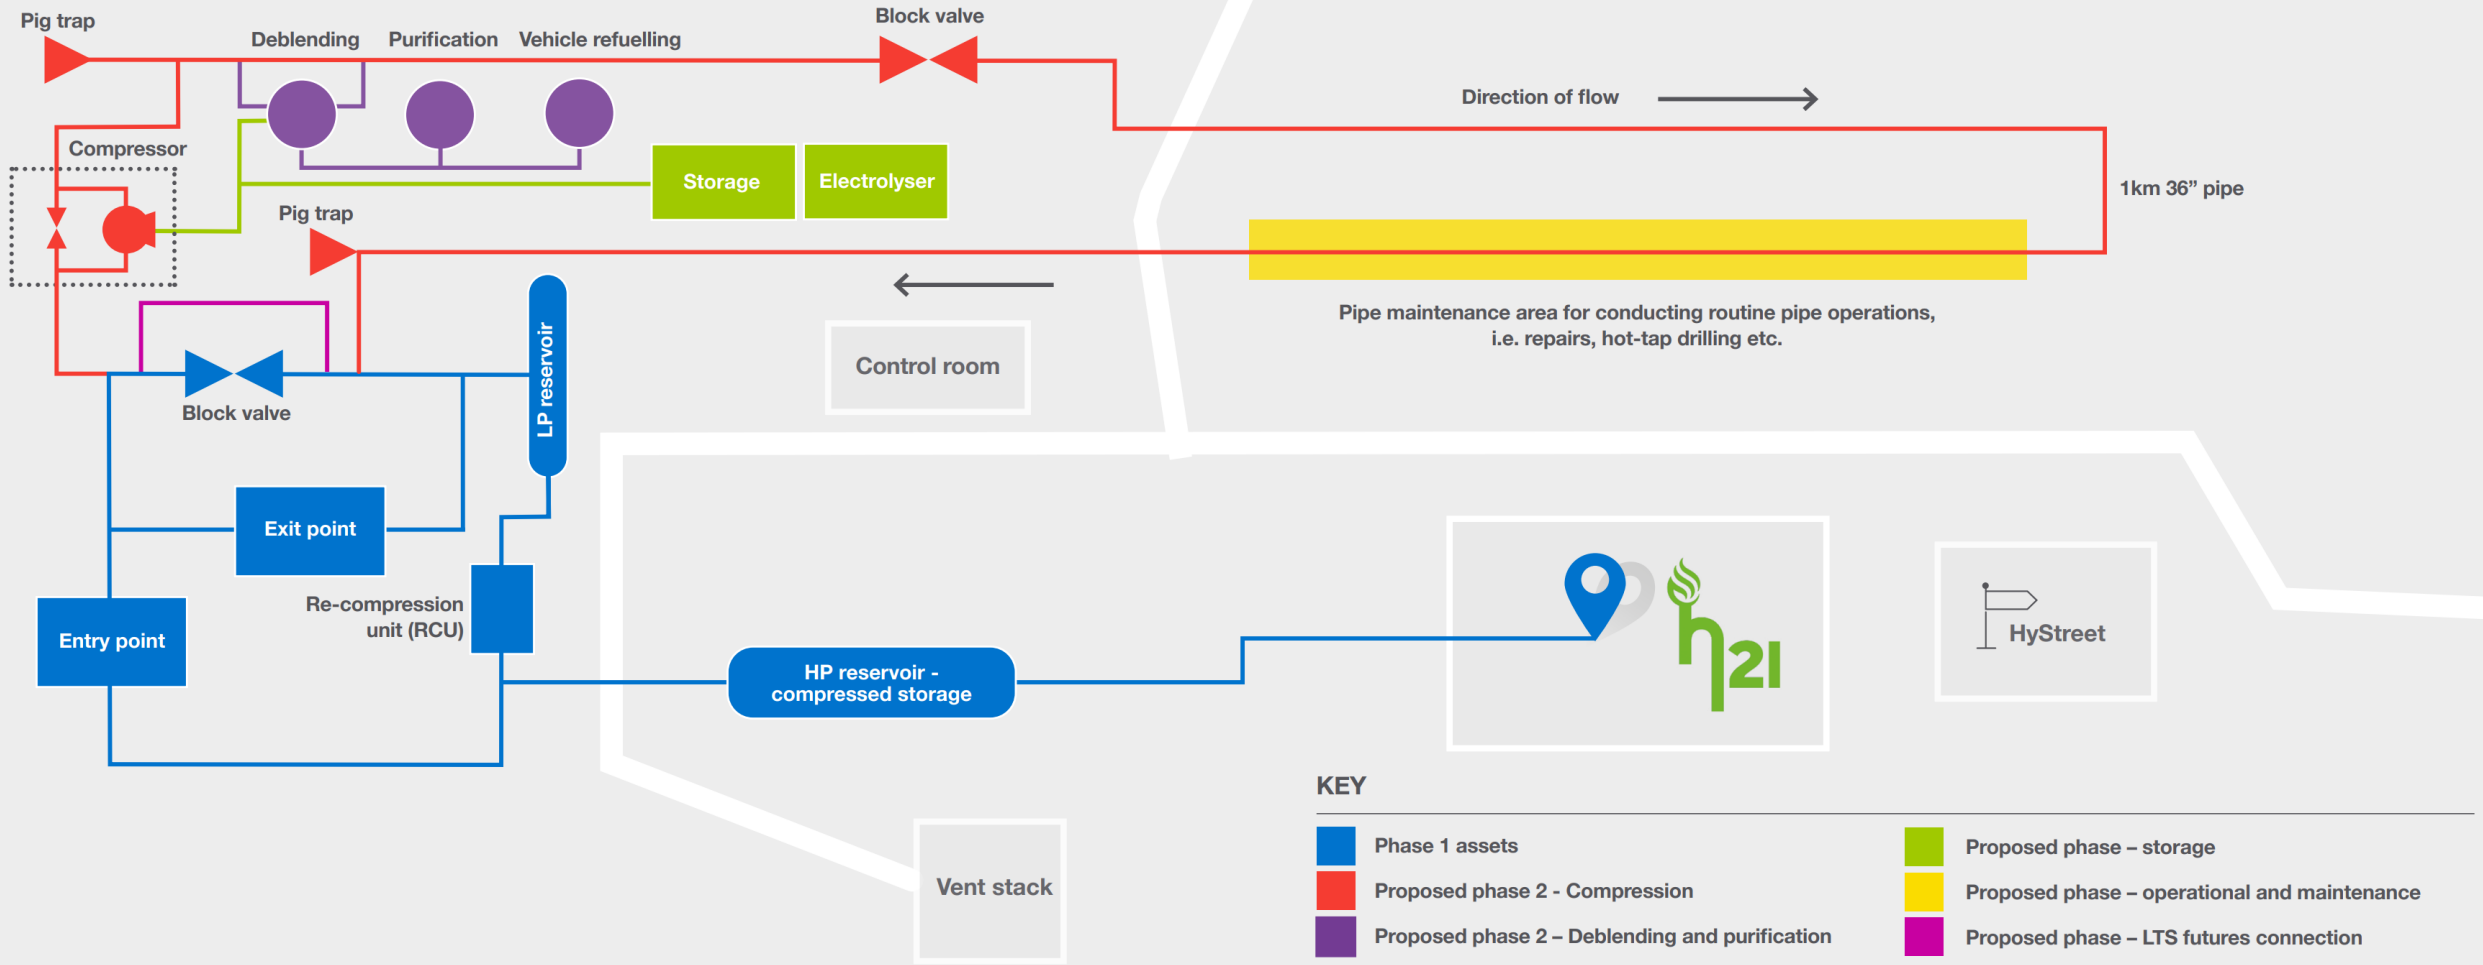 Pig trap
Deblending
Purification
Vehicle refuelling
Block valve
Direction of flow
Compressor
Storage
Electrolyser
1km 36” pipe
Pig trap
Pipe maintenance area for conducting routine pipe operations,
i.e. repairs, hot-tap drilling etc.
LP reservoir
Control room
Block valve
Exit point
Re-compression
unit (RCU)
Entry point
HP reservoir -
compressed storage
h21
HyStreet
Vent stack
KEY
Phase 1 assets
Proposed phase 2 - Compression
Proposed phase 2 – Deblending and purification
Proposed phase – storage
Proposed phase – operational and maintenance
Proposed phase – LTS futures connection